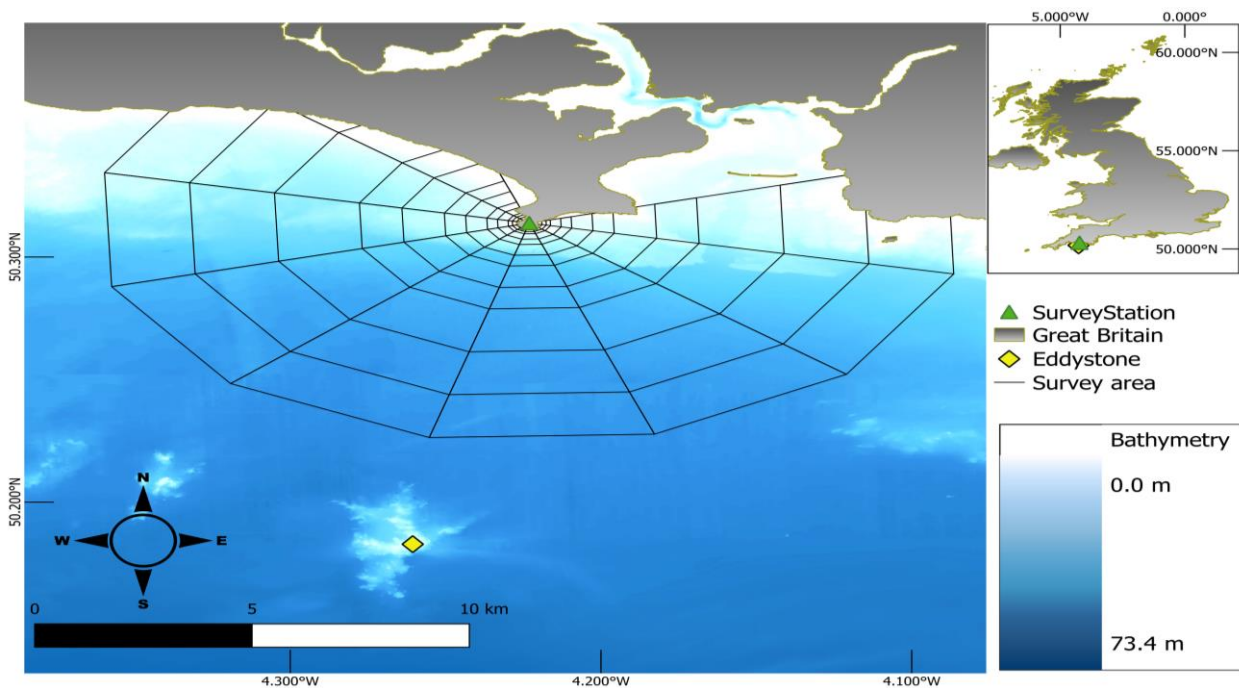 5.000°W 0.000°
60.000°N
55.000°N
50.000°N
50.300°N
50.200°N
SurveyStation
Great Britain
Eddystone
Survey area
Bathymetry
0.0 m
73.4 m
N
W E
S
0 5 10 km
4.300°W 4.200°W 4.100°W